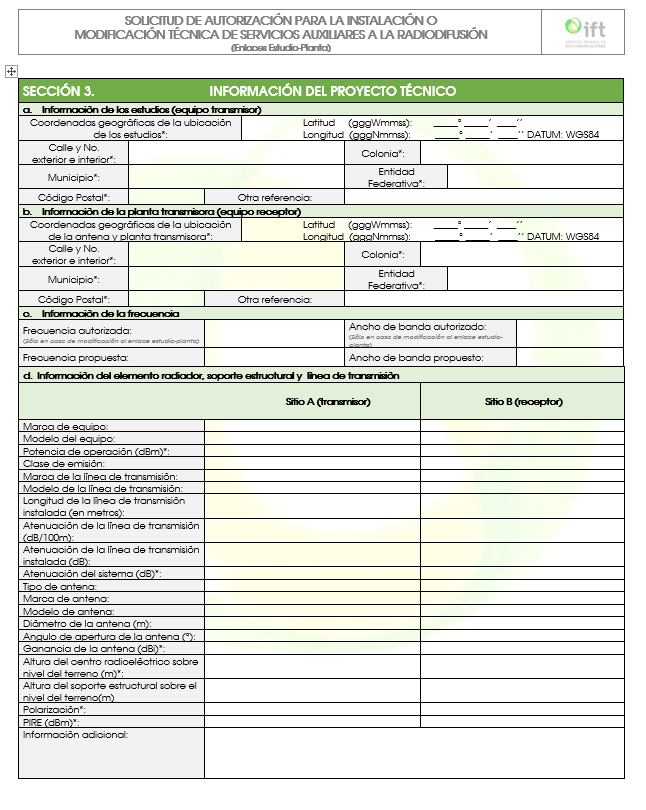 SOLICITUD DE AUTORIZACIÓN PARA LA INSTALACIÓN O
MODIFICACIÓN TÉCNICA DE SERVICIOS AUXILIARES A LA RADIODIFUSIÓN
(Enlaces Estudio-Planta)
ift
SECCIÓN 3. INFORMACIÓN DEL PROYECTO TÉCNICO
a. Información de los estudios (equipo transmisor)
Coordenadas geográficas de la ubicación
de los estudios*:
Latitud (gggWmmss): ____° ____´ ____´´
Longitud (gggNmmss): ____° ____´ ____´´ DATUM: WGS84
Calle y No.
exterior e interior*:
Colonia*:
Municipio*:
Entidad
Federativa*:
Código Postal*:
Otra referencia:
b. Información de la planta transmisora (equipo receptor)
Coordenadas geográficas de la ubicación
de la antena y planta transmisora*:
Latitud (gggWmmss): ____° ____´ ____´´
Longitud (gggNmmss): ____° ____´ ____´´ DATUM: WGS84
Calle y No.
exterior e interior*:
Colonia*:
Municipio*:
Entidad
Federativa*:
Código Postal*:
Otra referencia:
c. Información de la frecuencia
Frecuencia autorizada:
(Sólo en caso de modificación al enlace estudio-planta)
Ancho de banda autorizado:
(Sólo en caso de modificación al enlace estudio-
planta)
Frecuencia propuesta:
Ancho de banda propuesto:
d. Información del elemento radiador, soporte estructural y línea de transmisión
Sitio A (transmisor)
Sitio B (receptor)
Marca de equipo:
Modelo del equipo:
Potencia de operación (dBm)*:
Clase de emisión:
Marca de la línea de transmisión:
Modelo de la línea de transmisión:
Longitud de la línea de transmisión
instalada (en metros):
Atenuación de la línea de transmisión
(dB/100m):
Atenuación de la línea de transmisión
instalada (dB):
Atenuación del sistema (dB)*:
Tipo de antena:
Marca de antena:
Modelo de antena:
Diámetro de la antena (m):
Angulo de apertura de la antena (°):
Ganancia de la antena (dBi)*:
Altura del centro radioeléctrico sobre
nivel del terreno (m)*:
Altura del soporte estructural sobre el
nivel del terreno(m)
Polarización*:
PIRE (dBm)*:
Información adicional: